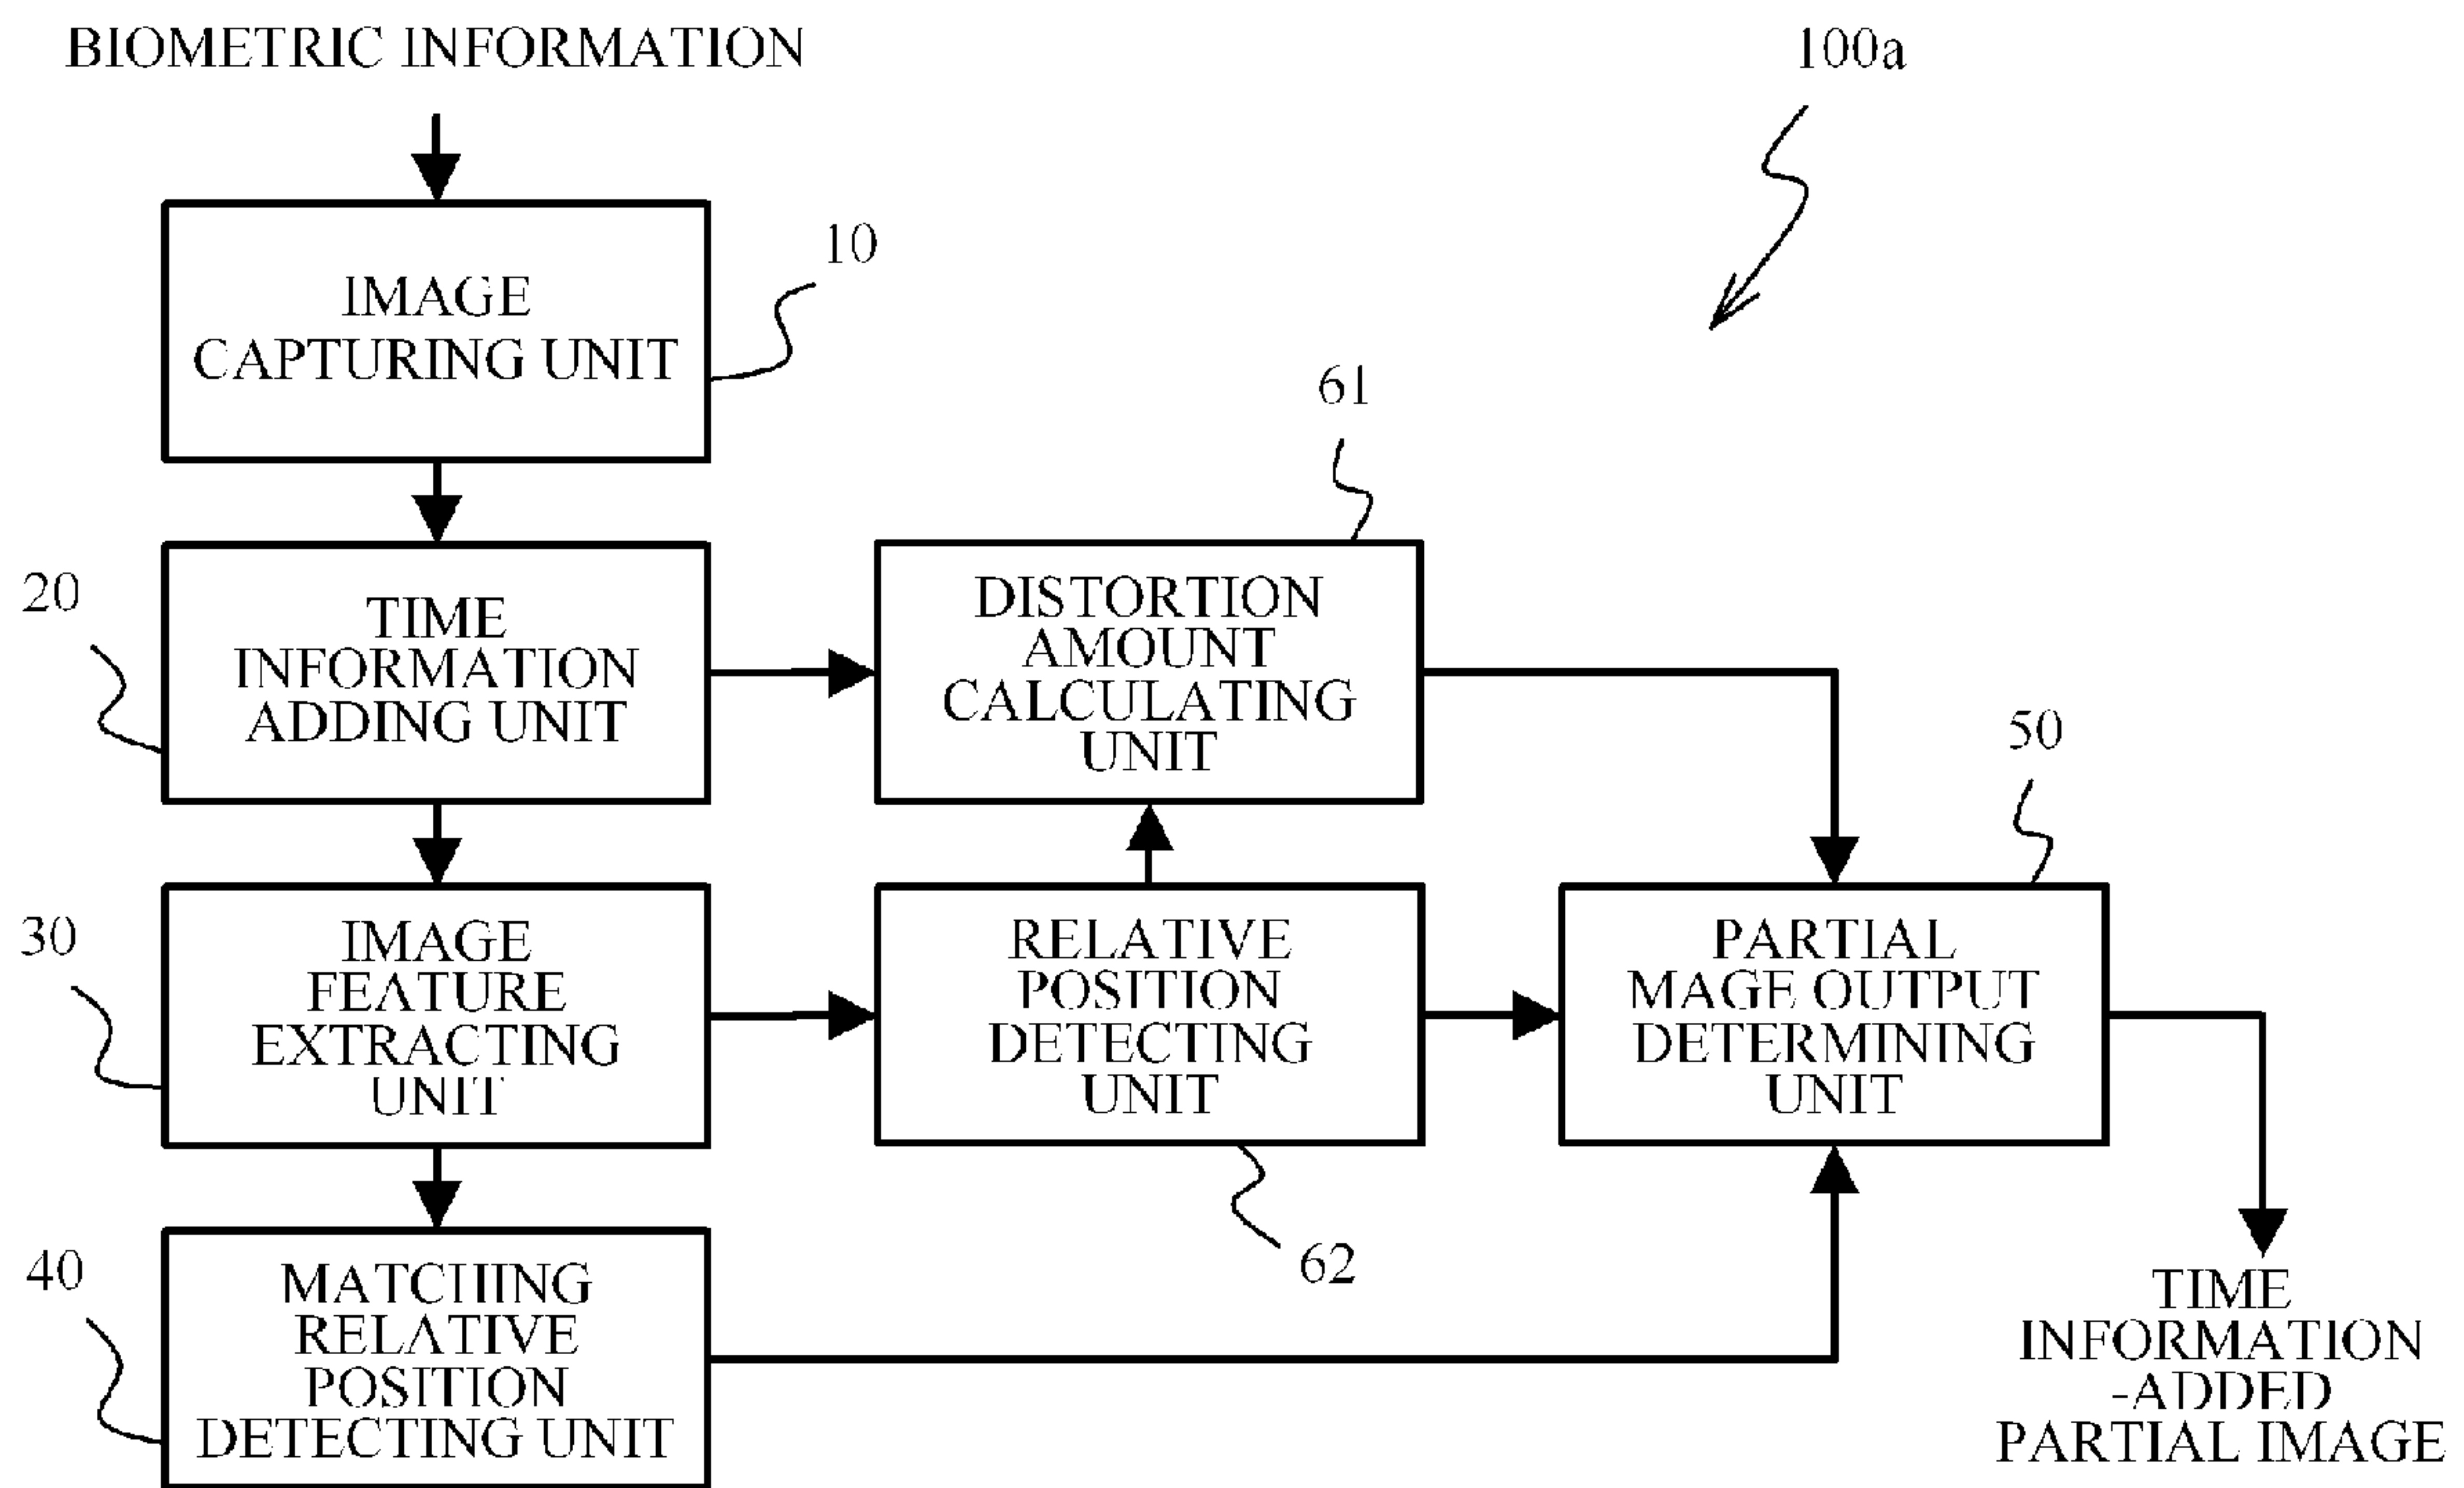 BIOMETRIC INFORMATION
100a
IMAGE
CAPTURING UNIT
10
61
20
TIME
INFORMATION
ADDING UNIT
DISTORTION
AMOUNT
CALCULATING
UNIT
50
30
IMAGE
FEATURE
EXTRACTING
UNIT
RELATIVE
POSITION
DETECTING
UNIT
PARTIAL
MAGE OUTPUT
DETERMINING
UNIT
62
40
MATCHING
RELATIVE
POSITION
DETECTING UNIT
TIME
INFORMATION
-ADDED
PARTIAL IMAGE